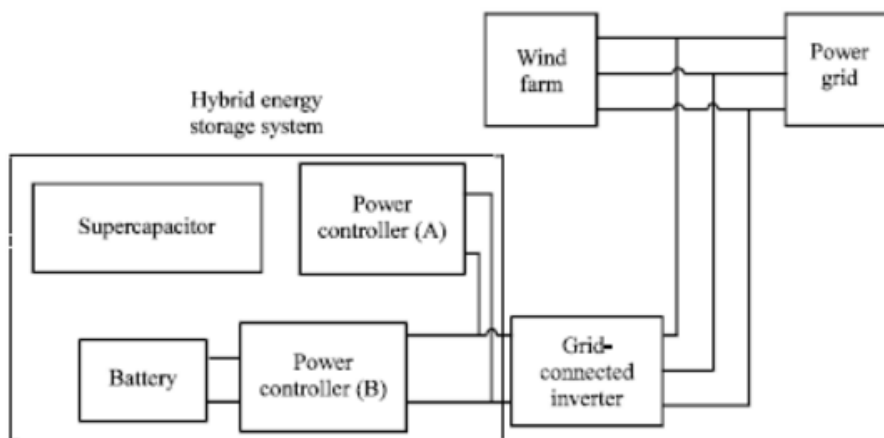 Wind
farm
Power
grid
Hybrid energy
storage system
Supercapacitor
Power
controller (A)
Battery
Power
controller (B)
Grid-
connected
inverter